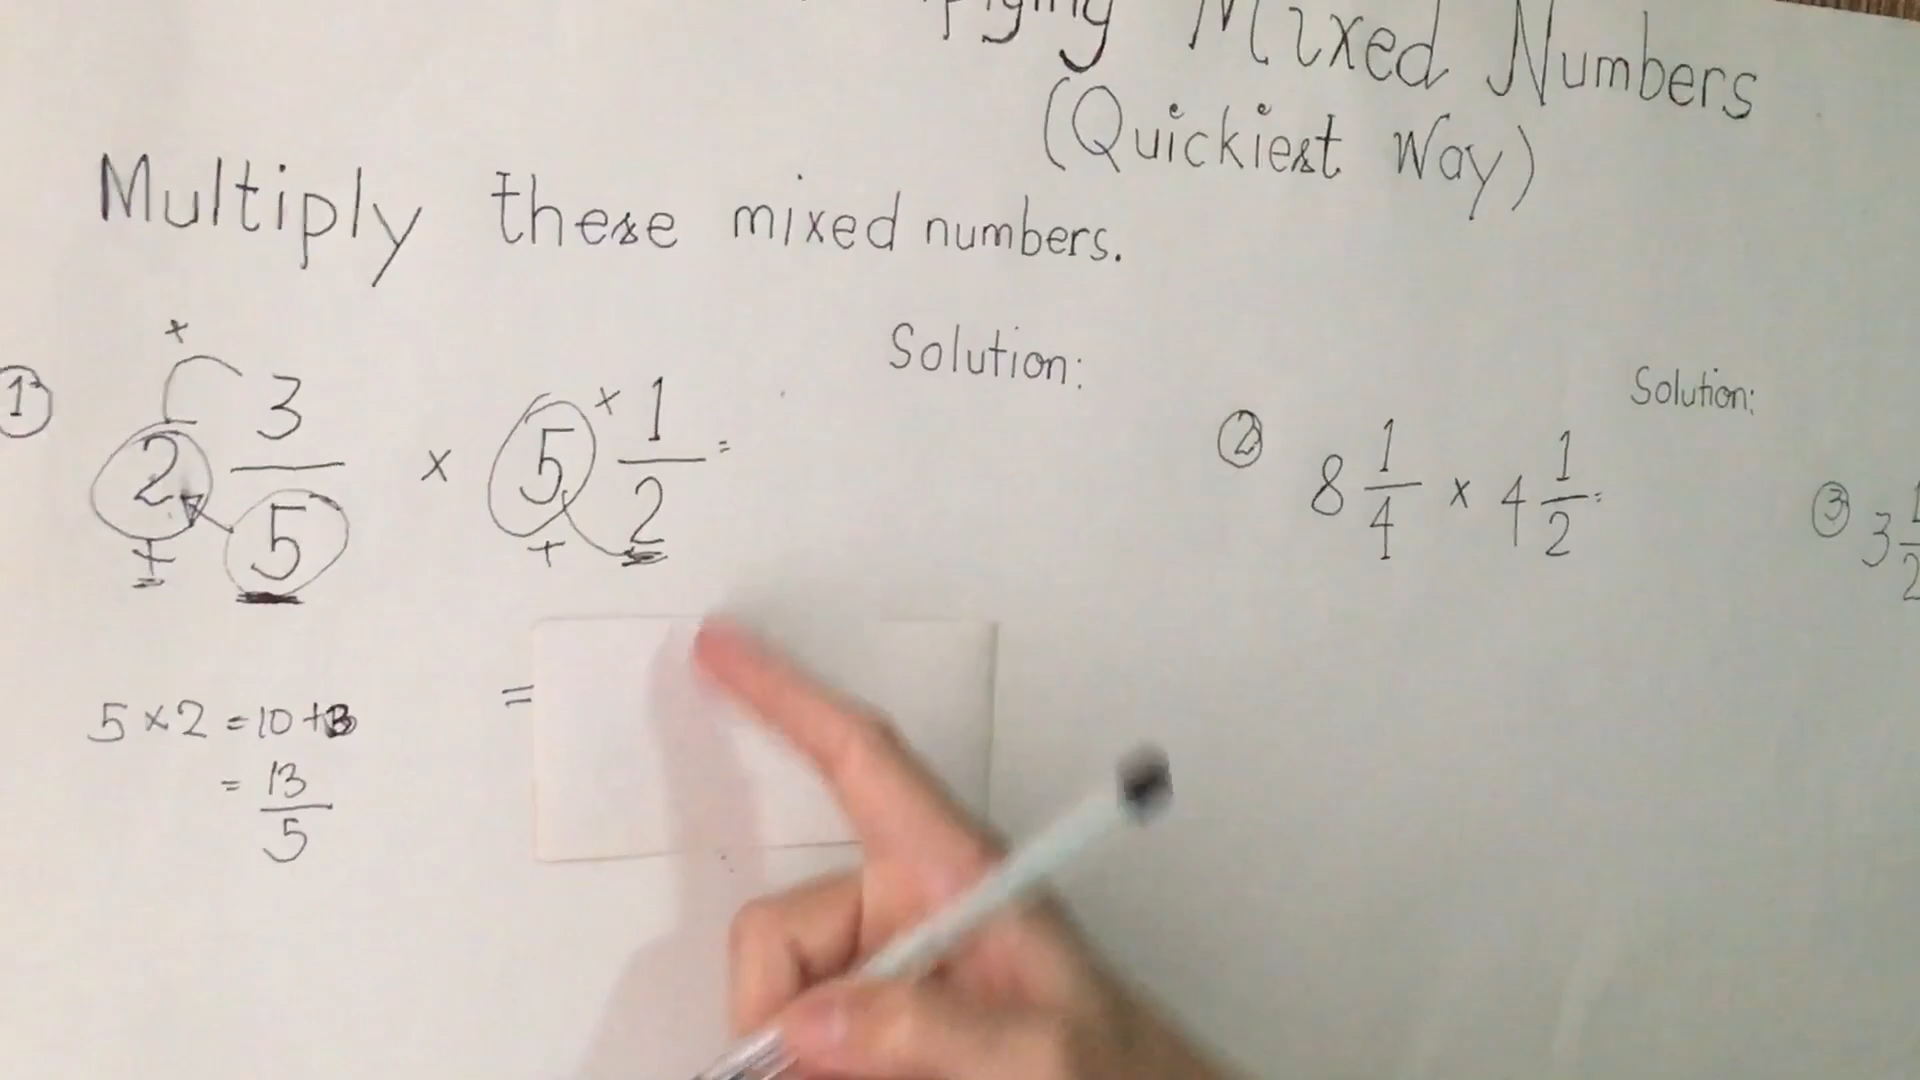 Mixed Numbers
(Quickiest Way)
Multiply these mixed numbers.
Solution:
① 2 3/5 × 5 1/2 =
+
×
+
+
5 × 2 = 10 + 3
= 13/5
=
Solution:
② 8 1/4 × 4 1/2 =
③ 3